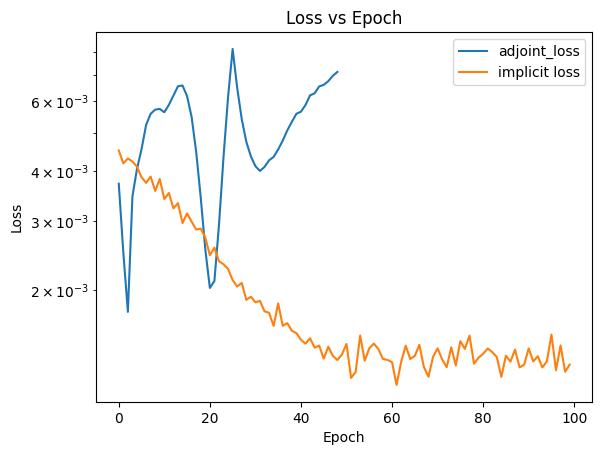 Loss vs Epoch
adjoint_loss
implicit loss
6 × 10⁻³
4 × 10⁻³
3 × 10⁻³
2 × 10⁻³
Loss
0 20 40 60 80 100
Epoch